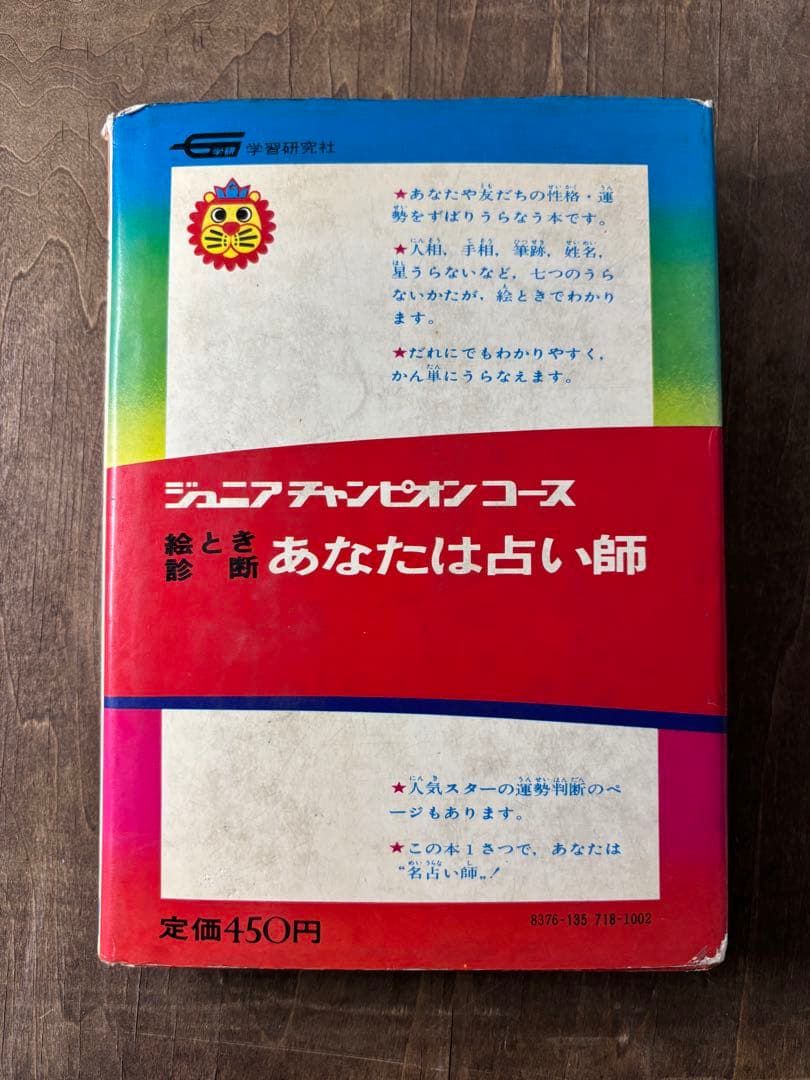 学研 学習研究社
★あなたや友だちの性格・運
勢をずばりうらなう本です。
★人相，手相，筆跡，姓名，
星うらないなど，七つのうら
ないかたが，絵ときでわかり
ます。
★だれにでもわかりやすく，
かん単にうらなえます。
ジュニアチャンピオンコース
絵とき診断 あなたは占い師
★人気スターの運勢判断のペ
ージもあります。
★この本1さつで，あなたは
“名占い師„！
定価450円
8376-135 718-1002